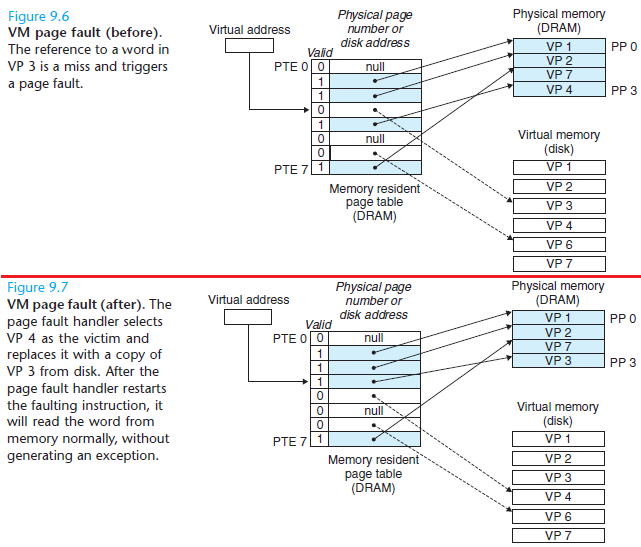 Figure 9.6
VM page fault (before).
The reference to a word in
VP 3 is a miss and triggers
a page fault.
Virtual address
Physical page
number or
disk address
Valid
PTE 0 0 null
1
1
0
1
0 null
0
PTE 7 1
Memory resident
page table
(DRAM)
Physical memory
(DRAM)
VP 1 PP 0
VP 2
VP 7
VP 4 PP 3
Virtual memory
(disk)
VP 1
VP 2
VP 3
VP 4
VP 6
VP 7
Figure 9.7
VM page fault (after). The
page fault handler selects
VP 4 as the victim and
replaces it with a copy of
VP 3 from disk. After the
page fault handler restarts
the faulting instruction, it
will read the word from
memory normally, without
generating an exception.
Virtual address
Physical page
number or
disk address
Valid
PTE 0 0 null
1
1
1
0
0 null
0
PTE 7 1
Memory resident
page table
(DRAM)
Physical memory
(DRAM)
VP 1 PP 0
VP 2
VP 7
VP 3 PP 3
Virtual memory
(disk)
VP 1
VP 2
VP 3
VP 4
VP 6
VP 7